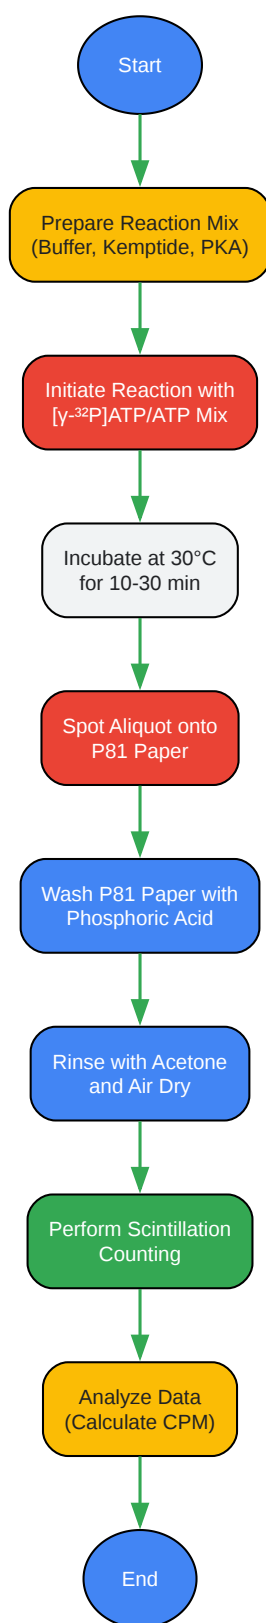 Start
Prepare Reaction Mix
(Buffer, Kemptide, PKA)
Initiate Reaction with
[γ-³²P]ATP/ATP Mix
Incubate at 30°C
for 10-30 min
Spot Aliquot onto
P81 Paper
Wash P81 Paper with
Phosphoric Acid
Rinse with Acetone
and Air Dry
Perform Scintillation
Counting
Analyze Data
(Calculate CPM)
End